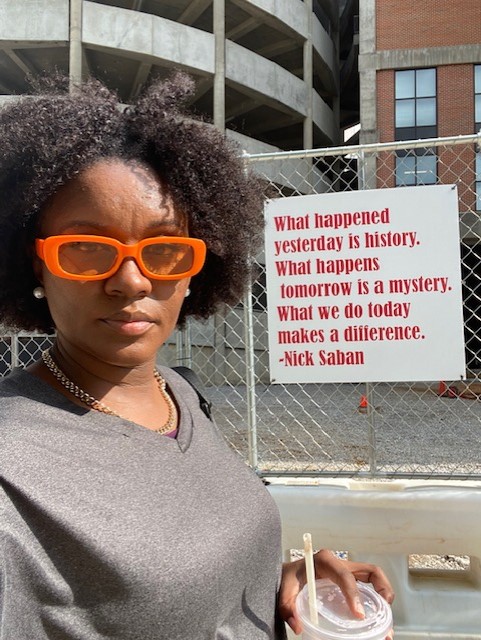 What happened
yesterday is history.
What happens
tomorrow is a mystery.
What we do today
makes a difference.
-Nick Saban